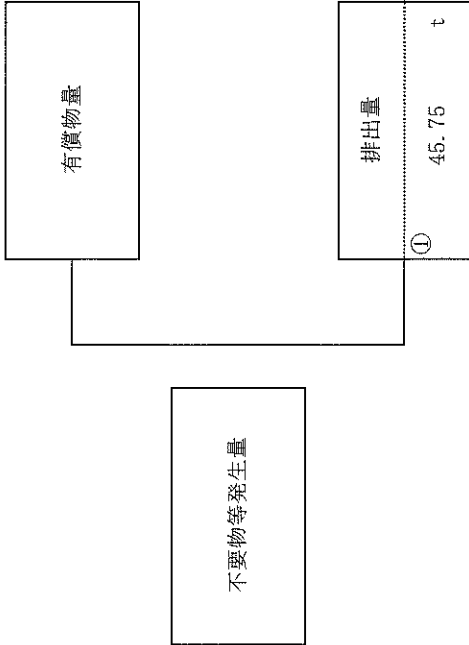 不要物等発生量
有償物量
排出量
①
45.75 t